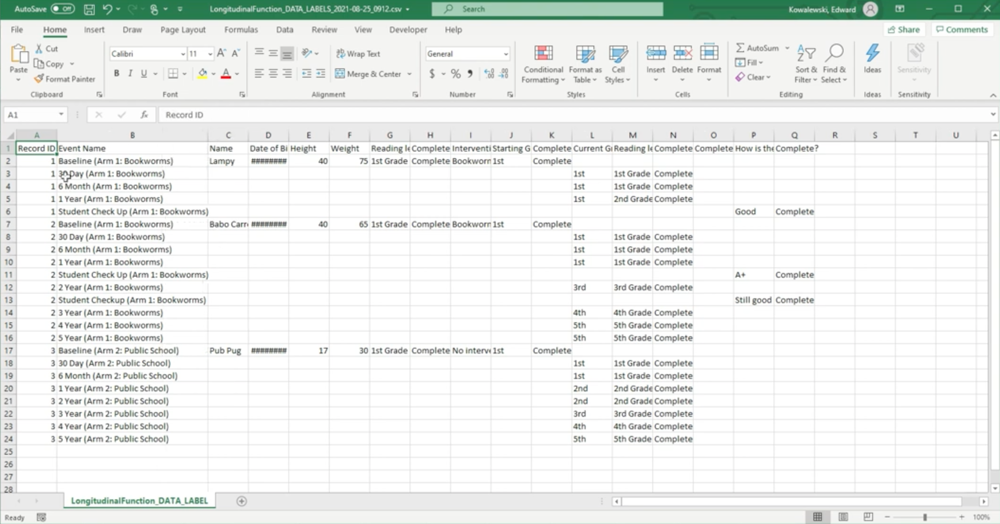 AutoSave Off LongitudinalFunction_DATA_LABELS_2021-08-25_0912.csv Search Kowalewski, Edward
File Home Insert Draw Page Layout Formulas Data Review View Developer Help Share Comments
Cut Calibri 11 Wrap Text General AutoSum
Copy Fill
Paste Format Painter B I U A Merge & Center $ % Conditional Formatting Format as Table Cell Styles Insert Delete Format Clear Sort & Filter Find & Select Ideas Sensitivity
Clipboard Font Alignment Number Styles Cells Editing Ideas Sensitivity
A1 fx Record ID
A B C D E F G H I J K L M N O P Q R S T U
1 Record ID Event Name Name Date of Bi Height Weight Reading le Complete Interventi Starting G Complete Current Gr Reading le Complete Complete How is the Complete?
2 1 Baseline (Arm 1: Bookworms) Lampy ######## 40 75 1st Grade Complete Bookworn 1st Complete
3 1 30 Day (Arm 1: Bookworms) 1st 1st Grade Complete
4 1 6 Month (Arm 1: Bookworms) 1st 1st Grade Complete
5 1 1 Year (Arm 1: Bookworms) 1st 2nd Grade Complete
6 1 Student Check Up (Arm 1: Bookworms) Good Complete
7 2 Baseline (Arm 1: Bookworms) Babo Carr ######## 40 65 1st Grade Complete Bookworn 1st Complete
8 2 30 Day (Arm 1: Bookworms) 1st 1st Grade Complete
9 2 6 Month (Arm 1: Bookworms) 1st 1st Grade Complete
10 2 1 Year (Arm 1: Bookworms) 1st 1st Grade Complete
11 2 Student Check Up (Arm 1: Bookworms) A+ Complete
12 2 2 Year (Arm 1: Bookworms) 3rd 3rd Grade Complete
13 2 Student Checkup (Arm 1: Bookworms) Still good Complete
14 2 3 Year (Arm 1: Bookworms) 4th 4th Grade Complete
15 2 4 Year (Arm 1: Bookworms) 5th 5th Grade Complete
16 2 5 Year (Arm 1: Bookworms) 5th 5th Grade Complete
17 3 Baseline (Arm 2: Public School) Pub Pug ######## 17 30 1st Grade Complete No interve 1st Complete
18 3 30 Day (Arm 2: Public School) 1st 1st Grade Complete
19 3 6 Month (Arm 2: Public School) 1st 1st Grade Complete
20 3 1 Year (Arm 2: Public School) 2nd 2nd Grade Complete
21 3 2 Year (Arm 2: Public School) 2nd 2nd Grade Complete
22 3 3 Year (Arm 2: Public School) 3rd 3rd Grade Complete
23 3 4 Year (Arm 2: Public School) 4th 4th Grade Complete
24 3 5 Year (Arm 2: Public School) 5th 5th Grade Complete
25
26
27
28
LongitudinalFunction_DATA_LABEL
Ready 100%